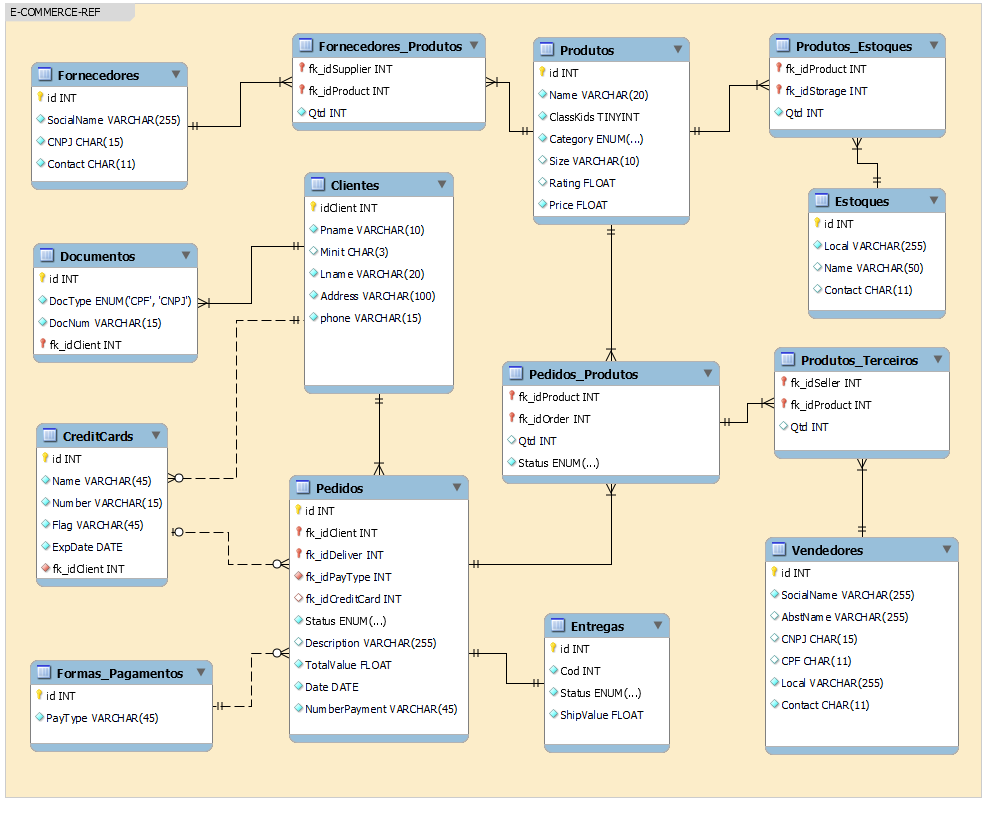 E-COMMERCE-REF
Fornecedores
id INT
SocialName VARCHAR(255)
CNPJ CHAR(15)
Contact CHAR(11)
Fornecedores_Produtos
fk_idSupplier INT
fk_idProduct INT
Qtd INT
Produtos
id INT
Name VARCHAR(20)
ClassKids TINYINT
Category ENUM(...)
Size VARCHAR(10)
Rating FLOAT
Price FLOAT
Produtos_Estoques
fk_idProduct INT
fk_idStorage INT
Qtd INT
Clientes
idClient INT
Pname VARCHAR(10)
Minit CHAR(3)
Lname VARCHAR(20)
Address VARCHAR(100)
phone VARCHAR(15)
Estoques
id INT
Local VARCHAR(255)
Name VARCHAR(50)
Contact CHAR(11)
Documentos
id INT
DocType ENUM('CPF', 'CNPJ')
DocNum VARCHAR(15)
fk_idClient INT
Pedidos_Produtos
fk_idProduct INT
fk_idOrder INT
Qtd INT
Status ENUM(...)
Produtos_Terceiros
fk_idSeller INT
fk_idProduct INT
Qtd INT
CreditCards
id INT
Name VARCHAR(45)
Number VARCHAR(15)
Flag VARCHAR(45)
ExpDate DATE
fk_idClient INT
Pedidos
id INT
fk_idClient INT
fk_idDeliver INT
fk_idPayType INT
fk_idCreditCard INT
Status ENUM(...)
Description VARCHAR(255)
TotalValue FLOAT
Date DATE
NumberPayment VARCHAR(45)
Vendedores
id INT
SocialName VARCHAR(255)
AbstName VARCHAR(255)
CNPJ CHAR(15)
CPF CHAR(11)
Local VARCHAR(255)
Contact CHAR(11)
Entregas
id INT
Cod INT
Status ENUM(...)
ShipValue FLOAT
Formas_Pagamentos
id INT
PayType VARCHAR(45)